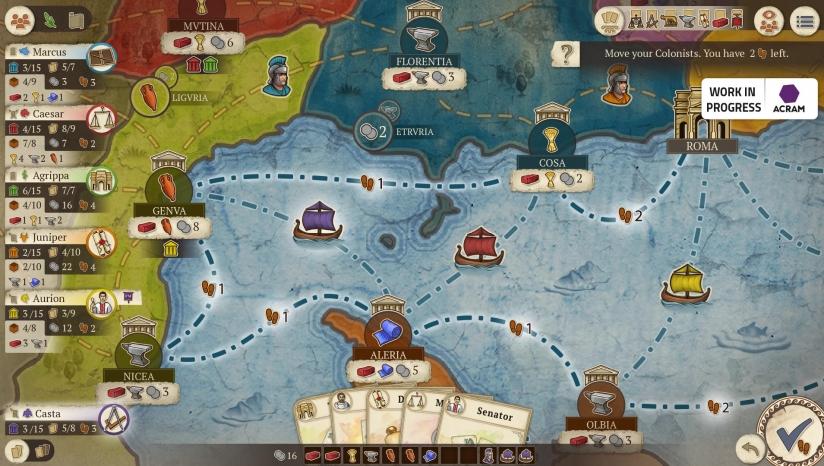 MVTINA
6
FLORENTIA
3
Move your Colonists. You have 2 left.
WORK IN
PROGRESS
ACRAM
Marcus
3/15 5/7
4/9 3 3
2 1 1
LIGVRIA
Caesar
4/15 8/9
7/8 7 2
4 2 1
2 ETRVRIA
COSA
2
ROMA
Agrippa
6/15 7/7
4/10 16 4
1 1 2
GENVA
8
1
2
Juniper
2/15 4/10
2/10 22 4
1 1
Aurion
3/15 3/9
4/8 12 2
3 1
1
1
1
ALERIA
5
NICEA
3
2
OLBIA
3
Casta
3/15 5/8 3
D
M
Senator
16